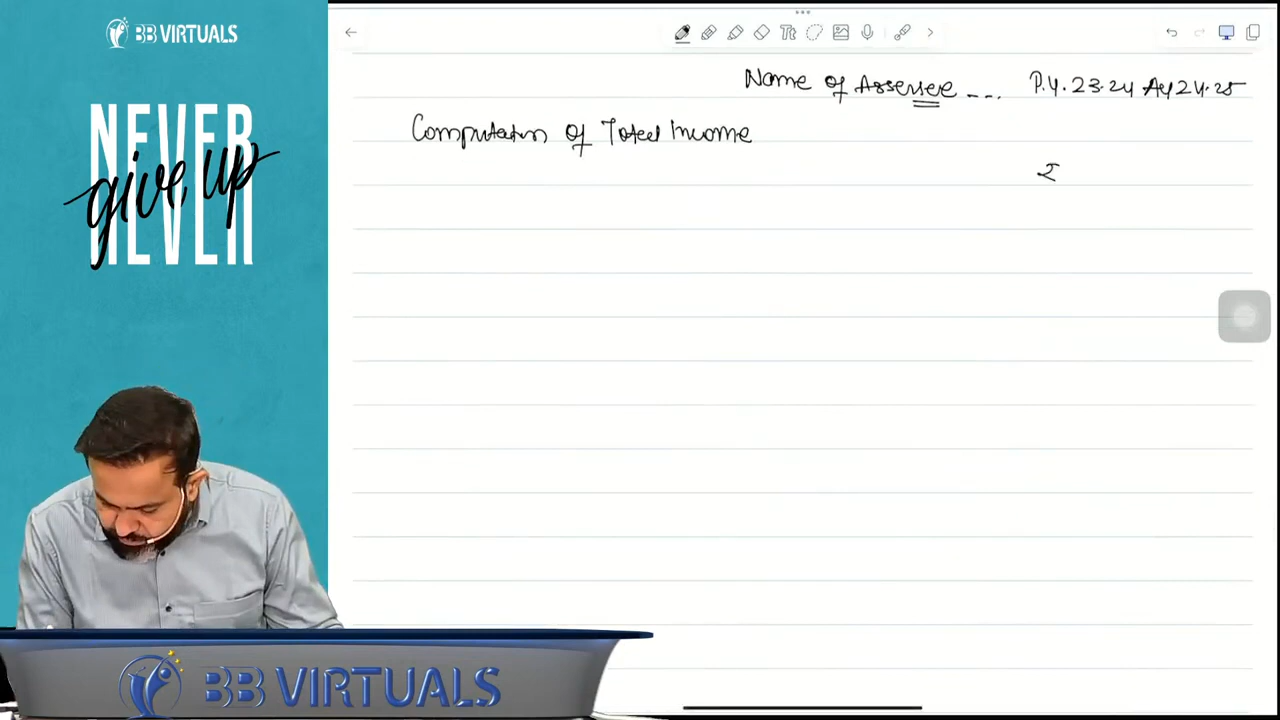 BB VIRTUALS
NEVER
give up
NEVER
Name of Assessee --- P.Y. 23.24 AY 24.25
Computation of Total Income
₹
BB VIRTUALS